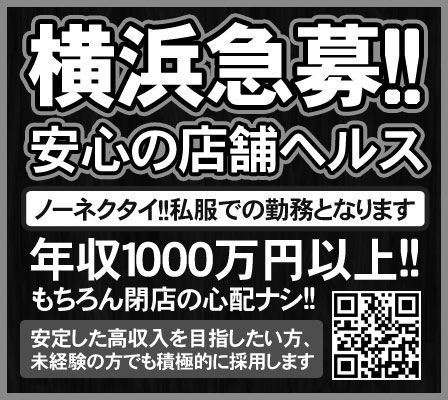 横浜急募!!
安心の店舗ヘルス
ノーネクタイ!!私服での勤務となります
年収1000万円以上!!
もちろん閉店の心配ナシ!!
安定した高収入を目指したい方、
未経験の方でも積極的に採用します